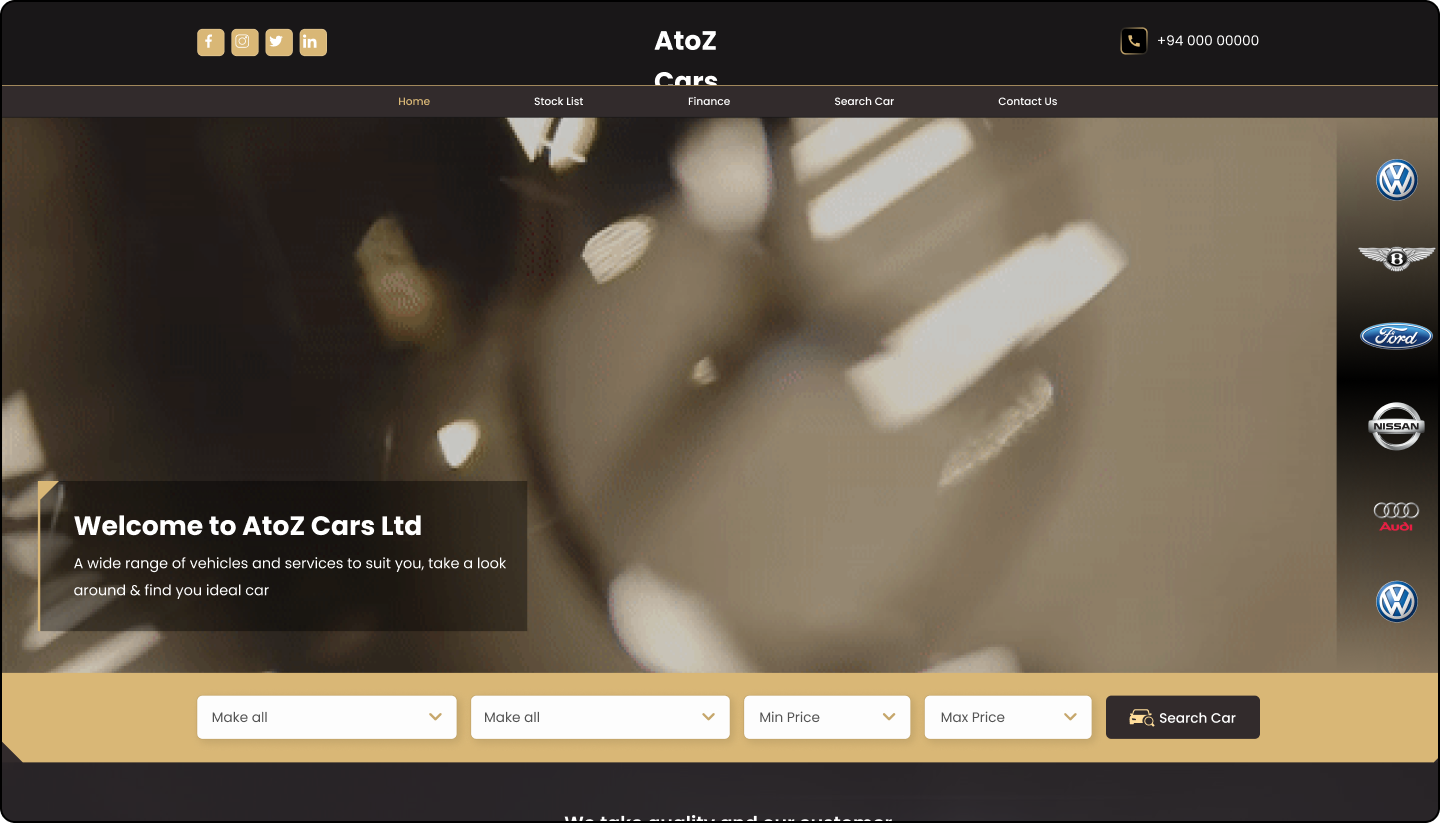 AtoZ
Cars
+94 000 00000
Home
Stock List
Finance
Search Car
Contact Us
B
Ford
NISSAN
Audi
Welcome to AtoZ Cars Ltd
A wide range of vehicles and services to suit you, take a look
around & find you ideal car
Make all
Make all
Min Price
Max Price
Search Car
We take quality and our customer